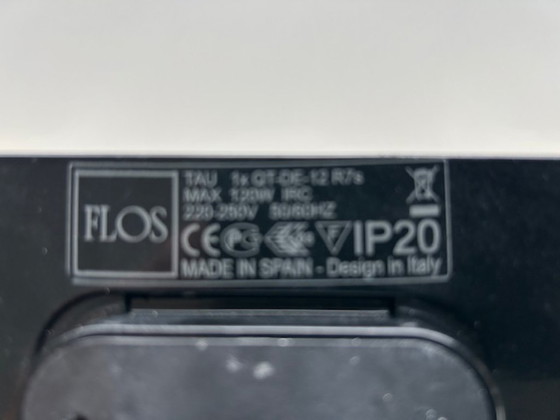 FLOS
TAU 1x QT-DE-12 R7s
MAX 120W IRC
220-250V 50/60HZ
CE F IP20
MADE IN SPAIN - Design in Italy